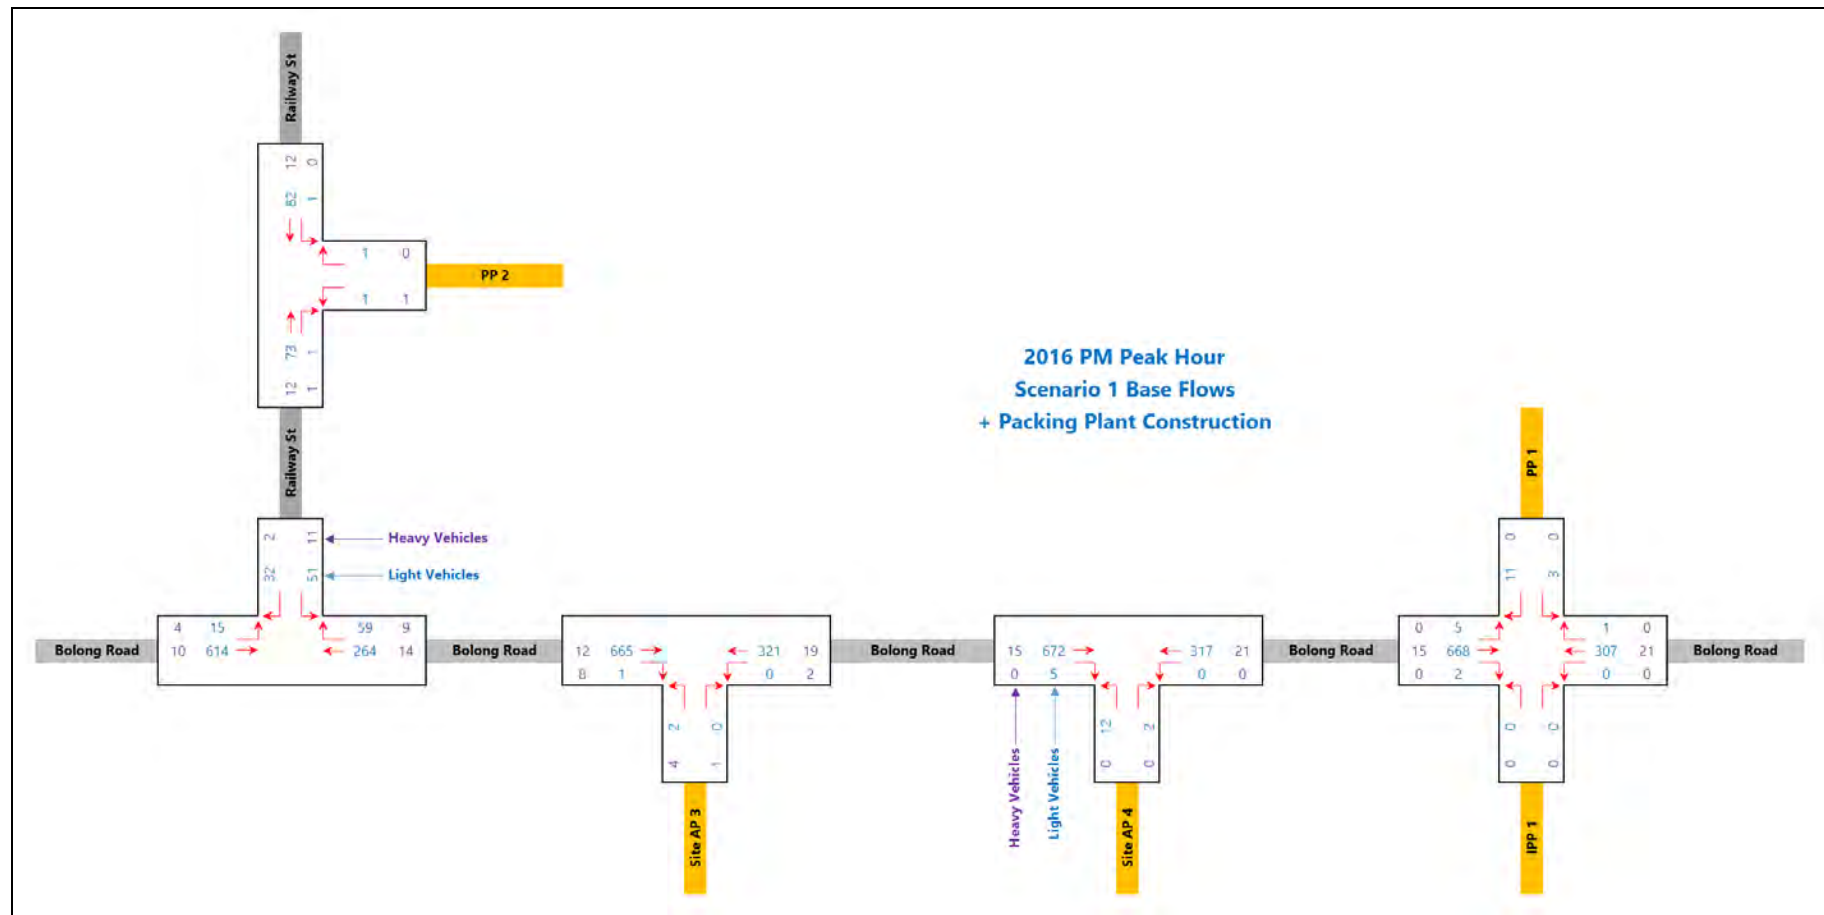 Railway St
12 0
82 1
1 0
PP 2
1 1
73 1
12 1
2016 PM Peak Hour
Scenario 1 Base Flows
+ Packing Plant Construction
Railway St
PP 1
2 11
Heavy Vehicles
32 51
Light Vehicles
0 0
11 3
4 15 59 9
Bolong Road 10 614 264 14 Bolong Road
12 665 321 19
8 1 0 2
Bolong Road
15 672 317 21
0 5 0 0
Bolong Road
0 5 1 0
15 668 307 21
0 2 0 0
Bolong Road
2 0
4 1
Site AP 3
Heavy Vehicles
Light Vehicles
12 2
0 0
Site AP 4
0 0
0 0
IPP 1